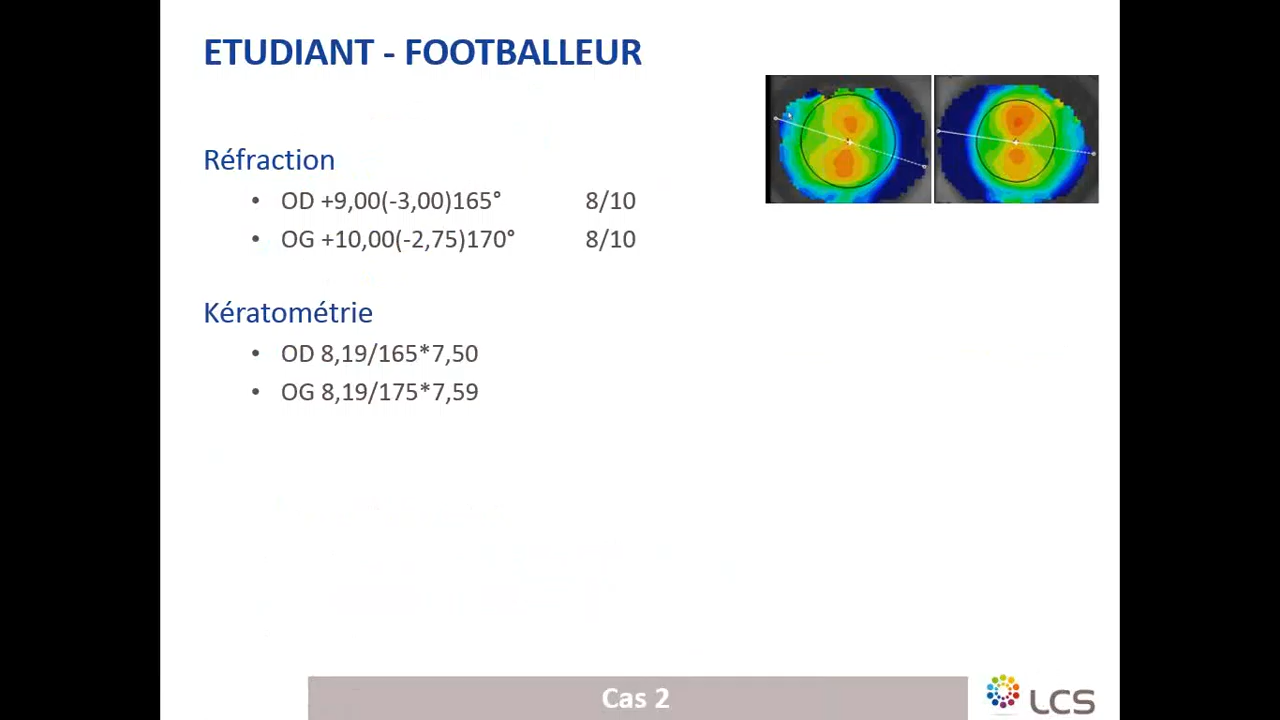 ETUDIANT - FOOTBALLEUR
Réfraction
• OD +9,00(-3,00)165° 8/10
• OG +10,00(-2,75)170° 8/10
Kératométrie
• OD 8,19/165*7,50
• OG 8,19/175*7,59
Cas 2
LCS